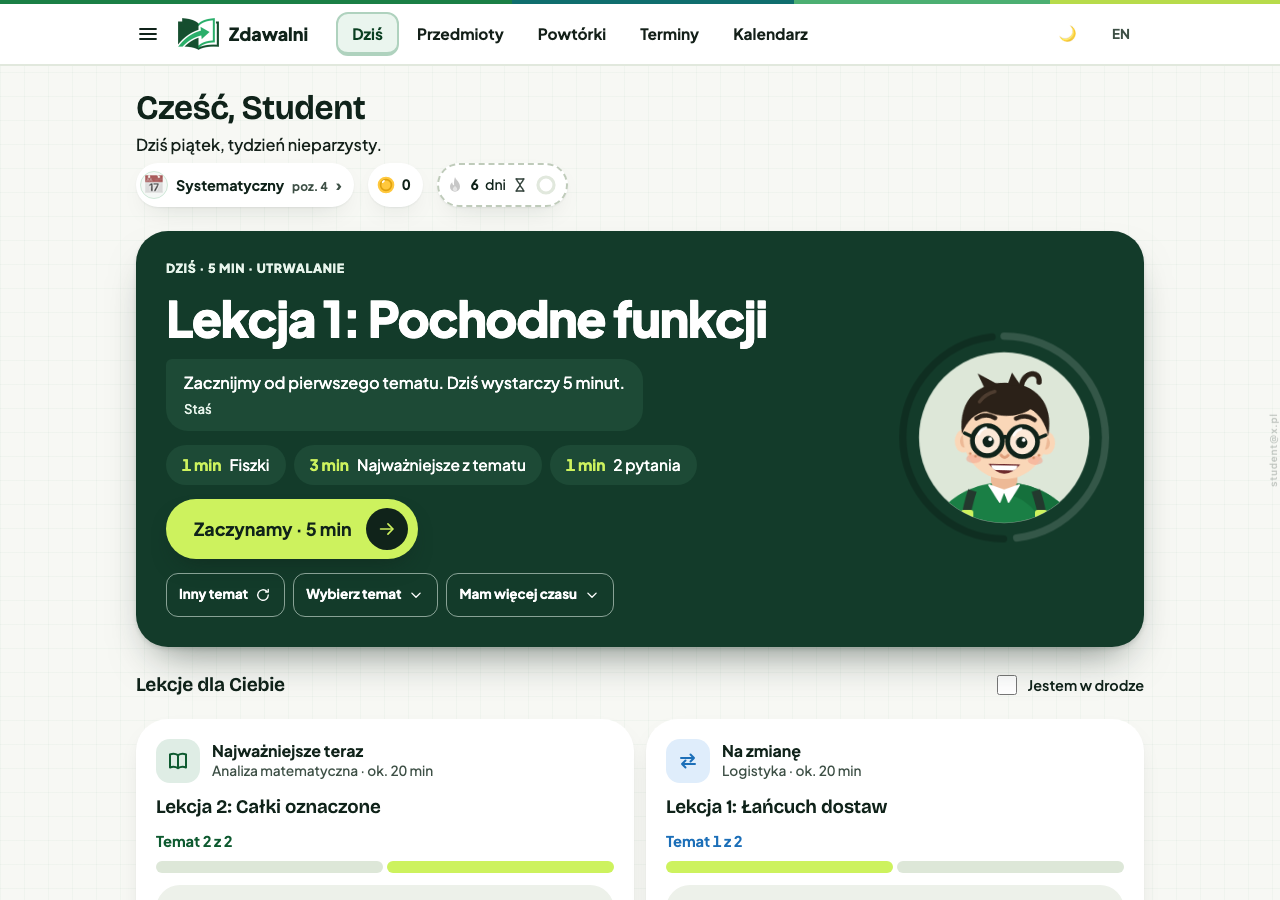 Zdawalni
Dziś
Przedmioty
Powtórki
Terminy
Kalendarz
EN
Cześć, Student
Dziś piątek, tydzień nieparzysty.
17
Systematyczny poz. 4 ›
0
6 dni
DZIŚ · 5 MIN · UTRWALANIE
Lekcja 1: Pochodne funkcji
Zacznijmy od pierwszego tematu. Dziś wystarczy 5 minut.
Staś
1 min Fiszki
3 min Najważniejsze z tematu
1 min 2 pytania
Zaczynamy · 5 min
Inny temat
Wybierz temat
Mam więcej czasu
student@x.pl
Lekcje dla Ciebie
Jestem w drodze
Najważniejsze teraz
Analiza matematyczna · ok. 20 min
Lekcja 2: Całki oznaczone
Temat 2 z 2
Na zmianę
Logistyka · ok. 20 min
Lekcja 1: Łańcuch dostaw
Temat 1 z 2